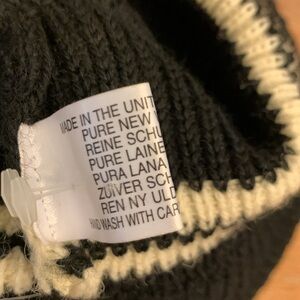 MADE IN THE UNIT
PURE NEW
REINE SCHU
PURE LAINE
PURA LANA
ZUIVER SCH
REN NY ULD
HAND WASH WITH CAR